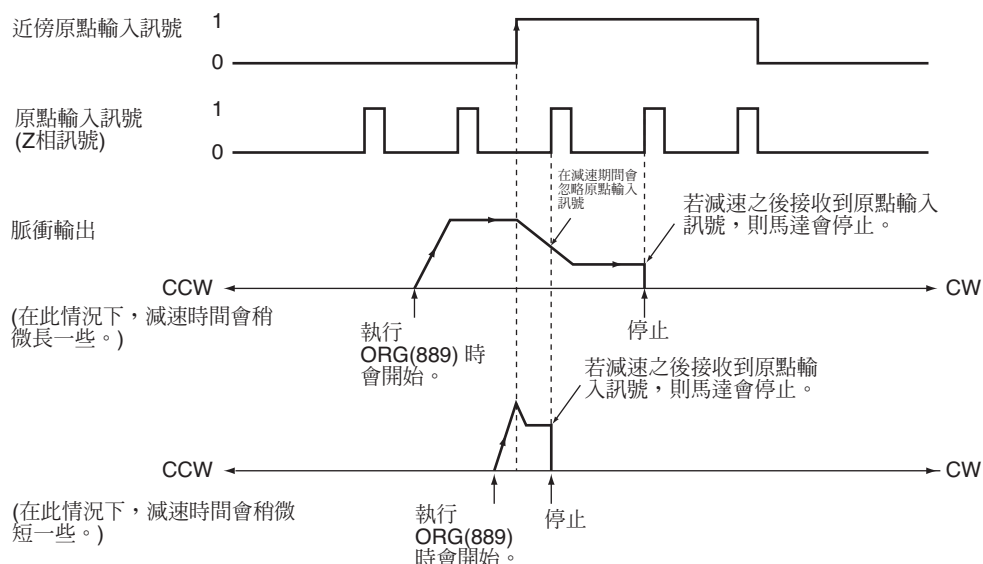 近傍原點輸入訊號
1
0
原點輸入訊號
(Z相訊號)
1
0
在減速期間會
忽略原點輸入
訊號
脈衝輸出
若減速之後接收到原點輸入
訊號，則馬達會停止。
CCW
CW
(在此情況下，減速時間會稍
微長一些。)
執行
ORG(889) 時
會開始。
停止
若減速之後接收到原點輸
入訊號，則馬達會停止。
CCW
CW
(在此情況下，減速時間會稍微
短一些。)
執行
ORG(889)
時會開始。
停止